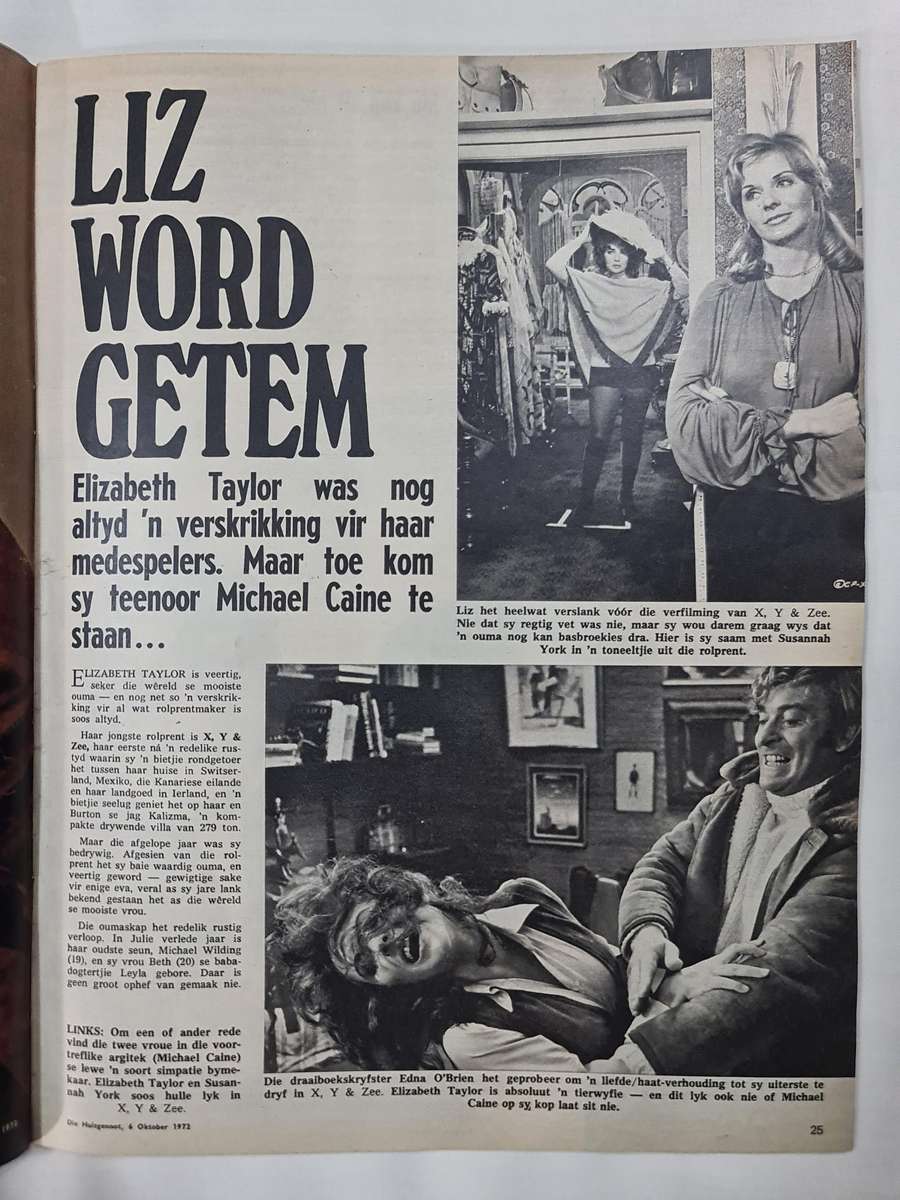 LIZ
WORD
GETEM
Elizabeth Taylor was nog
altyd 'n verskrikking vir haar
medespelers. Maar toe kom
sy teenoor Michael Caine te
staan...
Liz het heelwat verslank vóór die verfilming van X, Y & Zee.
Nie dat sy regtig vet was nie, maar sy wou darem graag wys dat
'n ouma nog kan basbroekies dra. Hier is sy saam met Susannah
York in 'n toneeltjie uit die rolprent.
ELIZABETH TAYLOR is veertig,
seker die wêreld se mooiste
ouma — en nog net so 'n verskrik-
king vir al wat rolprentmaker is
soos altyd.
Haar jongste rolprent is X, Y &
Zee, haar eerste ná 'n redelike rus-
tyd waarin sy 'n bietjie rondgetoer
het tussen haar huise in Switser-
land, Mexiko, die Kanariese eilande
en haar landgoed in Ierland, en 'n
bietjie seelug geniet het op haar en
Burton se jag Kalizma, 'n kom-
pakte drywende villa van 279 ton.
Maar die afgelope jaar was sy
bedrywig. Afgesien van die rol-
prent het sy baie waardig ouma, en
veertig geword — gewigtige sake
vir enige eva, veral as sy jare lank
bekend gestaan het as die wêreld
se mooiste vrou.
Die oumaskap het redelik rustig
verloop. In Julie verlede jaar is
haar oudste seun, Michael Wilding
(19), en sy vrou Beth (20) se baba-
dogtertjie Leyla gebore. Daar is
geen groot ophef van gemaak nie.
LINKS: Om een of ander rede
vind die twee vroue in die voor-
treflike argitek (Michael Caine)
se lewe 'n soort simpatie byme-
kaar. Elizabeth Taylor en Susan-
nah York soos hulle lyk in
X, Y & Zee.
Die draaiboekskryfster Edna O'Brien het geprobeer om 'n liefde/haat-verhouding tot sy uiterste te
dryf in X, Y & Zee. Elizabeth Taylor is absoluut 'n tierwyfie — en dit lyk ook nie of Michael
Caine op sy kop laat sit nie.
Die Huisgenoot, 6 Oktober 1972
25